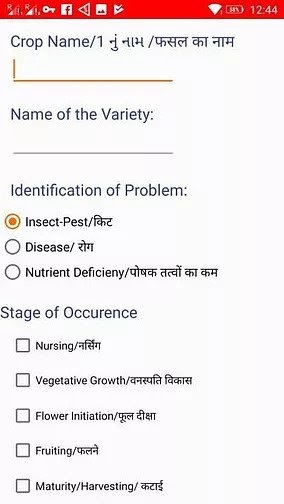 12:44
Crop Name/1 નું નામ /फसल का नाम
Name of the Variety:
Identification of Problem:
Insect-Pest/किट
Disease/ रोग
Nutrient Deficieny/पोषक तत्वों का कम
Stage of Occurence
Nursing/नर्सिंग
Vegetative Growth/वनस्पति विकास
Flower Initiation/फूल दीक्षा
Fruiting/फलने
Maturity/Harvesting/ कटाई